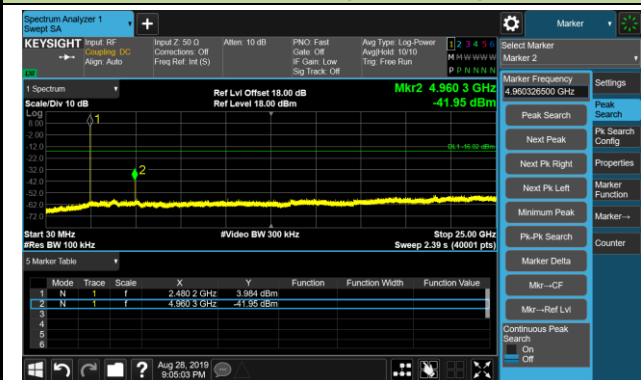 Spectrum Analyzer 1
Swept SA
Marker
KEYSIGHT
Input: RF
Coupling: DC
Align: Auto
Input Z: 50 Ω
Corrections: Off
Freq Ref: Int (S)
Atten: 10 dB
PNO: Fast
Gate: Off
IF Gain: Low
Sig Track: Off
Avg Type: Log-Power
Avg|Hold: 10/10
Trig: Free Run
1 2 3 4 5 6
M M W W W W
P P N N N N
Select Marker
Marker 2
1 Spectrum
Scale/Div 10 dB
Ref Lvl Offset 18.00 dB
Ref Level 18.00 dBm
Mkr2 4.960 3 GHz
-41.95 dBm
Log
8.00
-2.00
-12.0
-22.0
-32.0
-42.0
-52.0
-62.0
-72.0
1
2
DL1 -16.02 dBm
Start 30 MHz
#Res BW 100 kHz
#Video BW 300 kHz
Stop 25.00 GHz
Sweep 2.39 s (40001 pts)
5 Marker Table
Mode Trace Scale X Y Function Function Width Function Value
1 N 1 f 2.480 2 GHz 3.984 dBm
2 N 1 f 4.960 3 GHz -41.95 dBm
3
4
5
6
Marker Frequency
4.960326500 GHz
Peak Search
Next Peak
Next Pk Right
Next Pk Left
Minimum Peak
Pk-Pk Search
Marker Delta
Mkr→CF
Mkr→Ref Lvl
Continuous Peak
Search
On
Off
Settings
Peak
Search
Pk Search
Config
Properties
Marker
Function
Marker→
Counter
Aug 28, 2019
9:05:03 PM